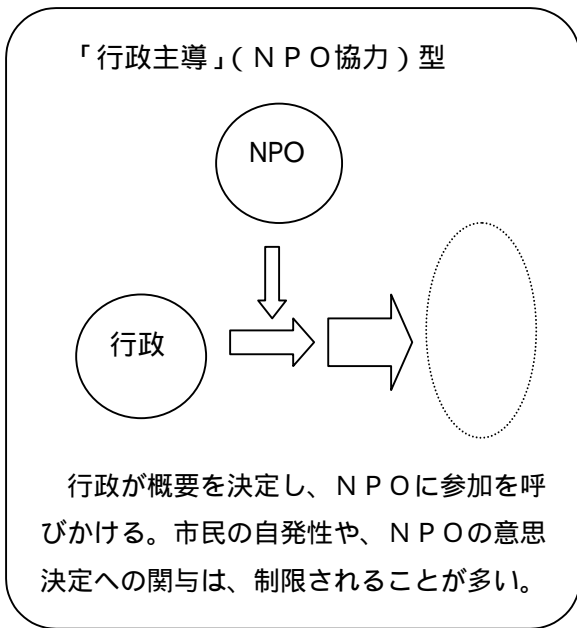 「行政主導」（ＮＰＯ協力）型
NPO
行政
行政が概要を決定し、ＮＰＯに参加を呼
びかける。市民の自発性や、ＮＰＯの意思
決定への関与は、制限されることが多い。